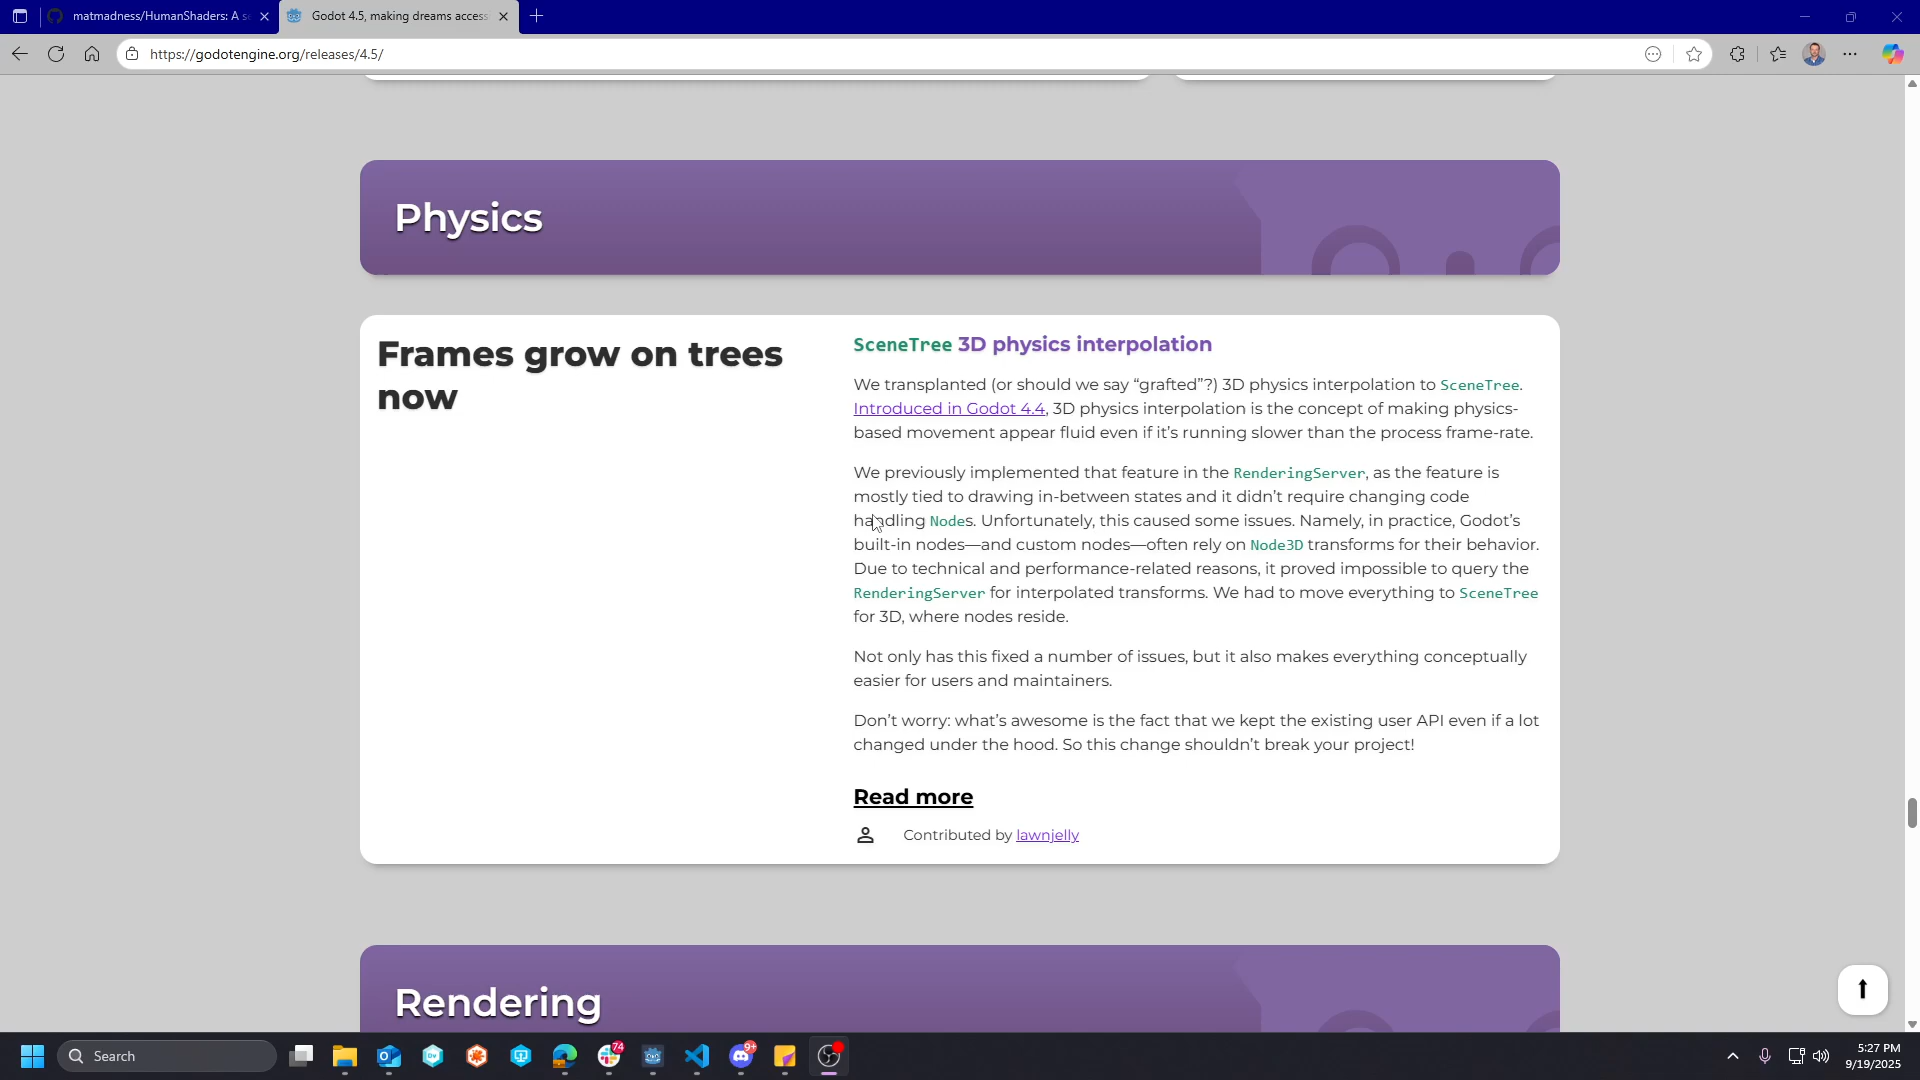 matmadness/HumanShaders: A s
Godot 4.5, making dreams access
https://godotengine.org/releases/4.5/
Physics
Frames grow on trees
now
SceneTree 3D physics interpolation
We transplanted (or should we say “grafted”?) 3D physics interpolation to SceneTree.
Introduced in Godot 4.4, 3D physics interpolation is the concept of making physics-
based movement appear fluid even if it’s running slower than the process frame-rate.
We previously implemented that feature in the RenderingServer, as the feature is
mostly tied to drawing in-between states and it didn’t require changing code
handling Nodes. Unfortunately, this caused some issues. Namely, in practice, Godot’s
built-in nodes—and custom nodes—often rely on Node3D transforms for their behavior.
Due to technical and performance-related reasons, it proved impossible to query the
RenderingServer for interpolated transforms. We had to move everything to SceneTree
for 3D, where nodes reside.
Not only has this fixed a number of issues, but it also makes everything conceptually
easier for users and maintainers.
Don’t worry: what’s awesome is the fact that we kept the existing user API even if a lot
changed under the hood. So this change shouldn’t break your project!
Read more
Contributed by lawnjelly
Rendering
Search
74
9+
5:27 PM
9/19/2025